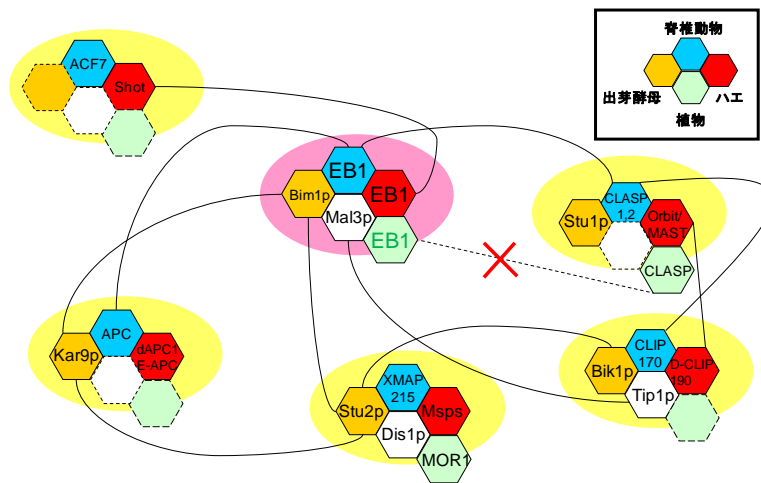 脊椎動物
出芽酵母
ハエ
植物
ACF7
Shot
EB1
Bim1p
EB1
Mal3p
EB1
CLASP
1,2
Stu1p
Orbit/
MAST
CLASP
APC
Kar9p
dAPC1
E-APC
XMAP
215
Stu2p
Msps
Dis1p
MOR1
CLIP
170
Bik1p
D-CLIP
190
Tip1p